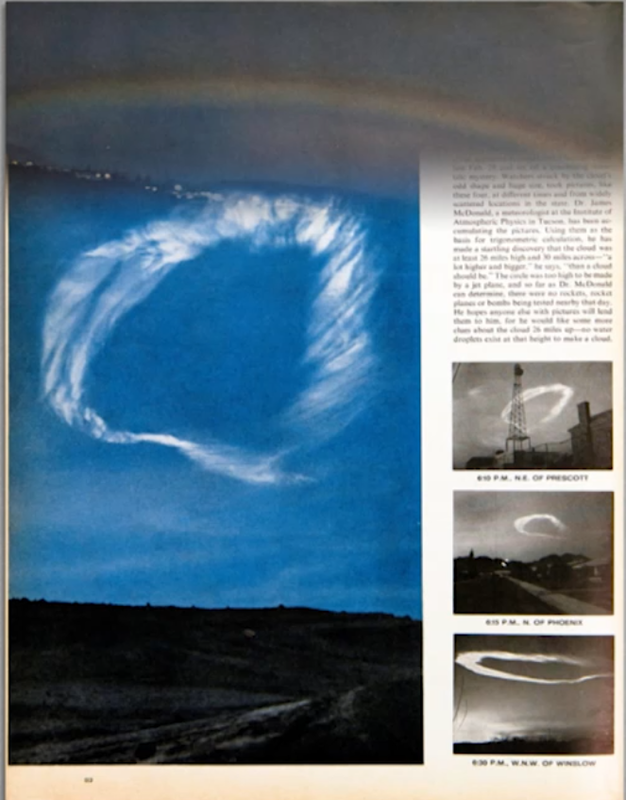 tate mystery. Watchers struck by the cloud's
odd shape and huge size, took pictures, like
these four, at different times and from widely
scattered locations in the state. Dr. James
McDonald, a meteorologist at the Institute of
Atmospheric Physics in Tucson, has been ac-
cumulating the pictures. Using them as the
basis for trigonometric calculation, he has
made a startling discovery that the cloud was
at least 26 miles high and 30 miles across—"a
lot higher and bigger," he says, "than a cloud
should be." The circle was too high to be made
by a jet plane, and so far as Dr. McDonald
can determine, there were no rockets, rocket
planes or bombs being tested nearby that day.
He hopes anyone else with pictures will lend
them to him, for he would like some more
clues about the cloud 26 miles up—no water
droplets exist at that height to make a cloud.
6:10 P.M., N.E. OF PRESCOTT
6:15 P.M., N. OF PHOENIX
6:30 P.M., W.N.W. OF WINSLOW